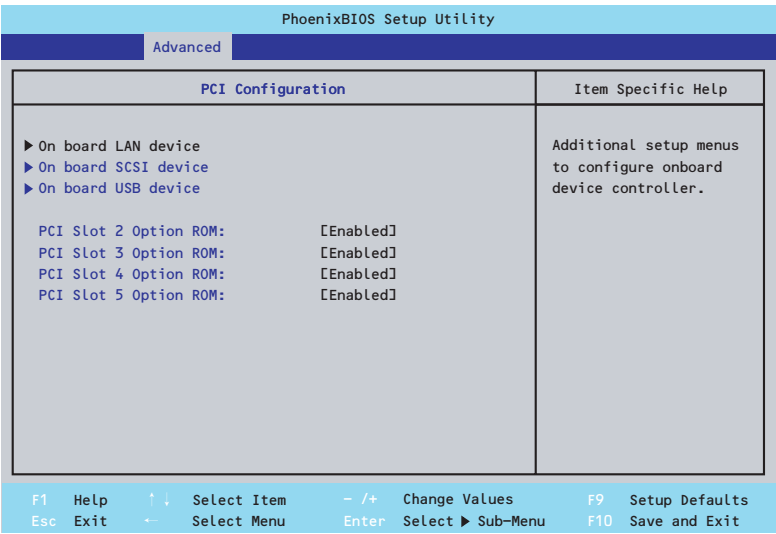 PhoenixBIOS Setup Utility
Advanced
PCI Configuration
Item Specific Help
▶ On board LAN device
▶ On board SCSI device
▶ On board USB device
PCI Slot 2 Option ROM: [Enabled]
PCI Slot 3 Option ROM: [Enabled]
PCI Slot 4 Option ROM: [Enabled]
PCI Slot 5 Option ROM: [Enabled]
Additional setup menus
to configure onboard
device controller.
F1 Help ↑↓ Select Item - /+ Change Values F9 Setup Defaults
Esc Exit ← Select Menu Enter Select ▶ Sub-Menu F10 Save and Exit